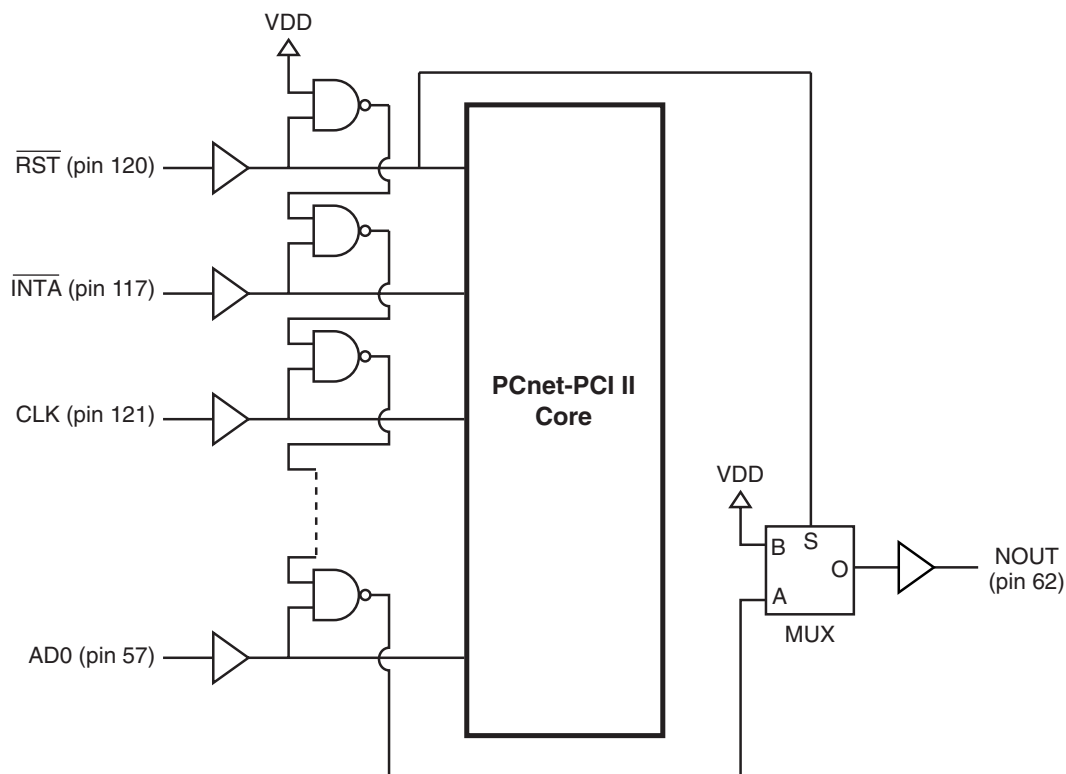 VDD
RST (pin 120)
INTA (pin 117)
CLK (pin 121)
PCnet-PCI II
Core
VDD
B
S
O
A
MUX
NOUT
(pin 62)
AD0 (pin 57)